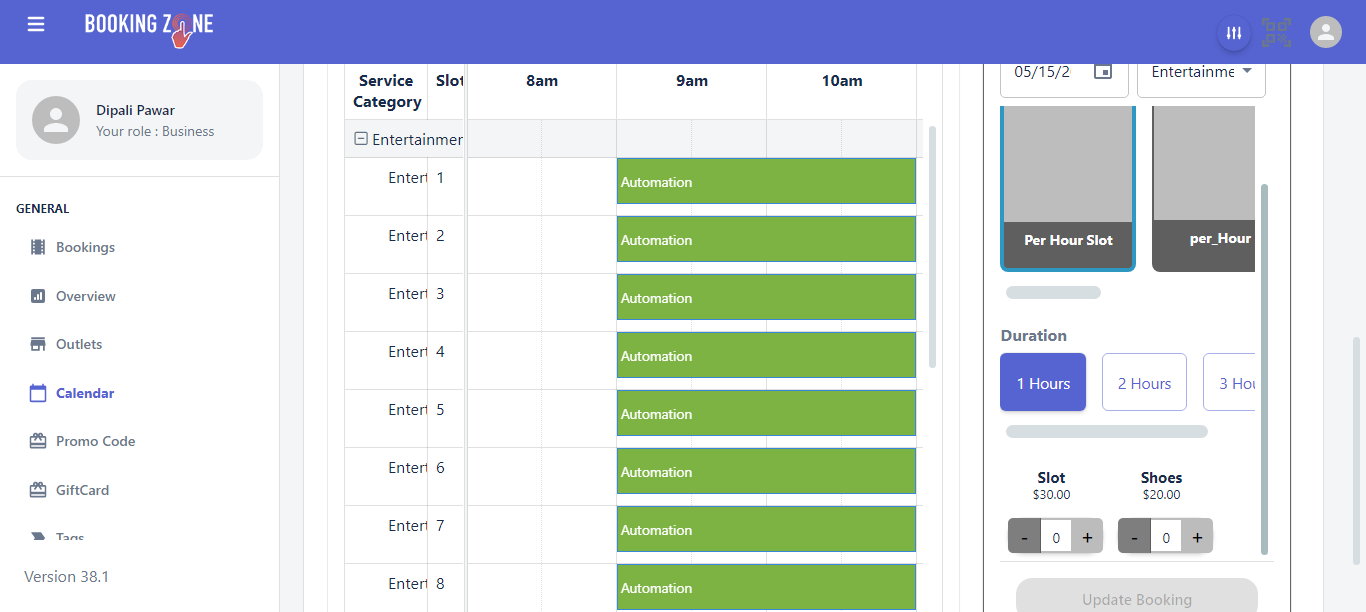 BOOKING ZONE
Dipali Pawar
Your role : Business
GENERAL
Bookings
Overview
Outlets
Calendar
Promo Code
GiftCard
Tags
Version 38.1
Service
Category
Slot
8am
9am
10am
Entertainmer
Entert 1 Automation
Entert 2 Automation
Entert 3 Automation
Entert 4 Automation
Entert 5 Automation
Entert 6 Automation
Entert 7 Automation
Entert 8 Automation
05/15/2
Entertainme
Per Hour Slot
per_Hour
Duration
1 Hours
2 Hours
3 Hou
Slot
$30.00
Shoes
$20.00
- 0 +
- 0 +
Update Booking